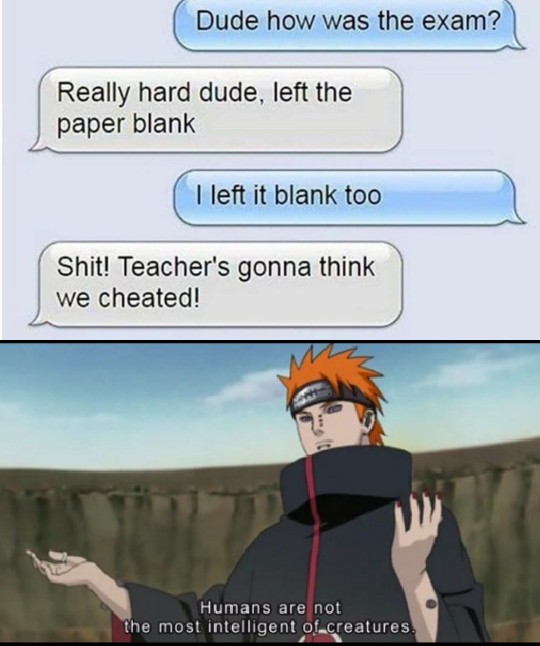 Dude how was the exam?
Really hard dude, left the
paper blank
I left it blank too
Shit! Teacher's gonna think
we cheated!
Humans are not
the most intelligent of creatures.